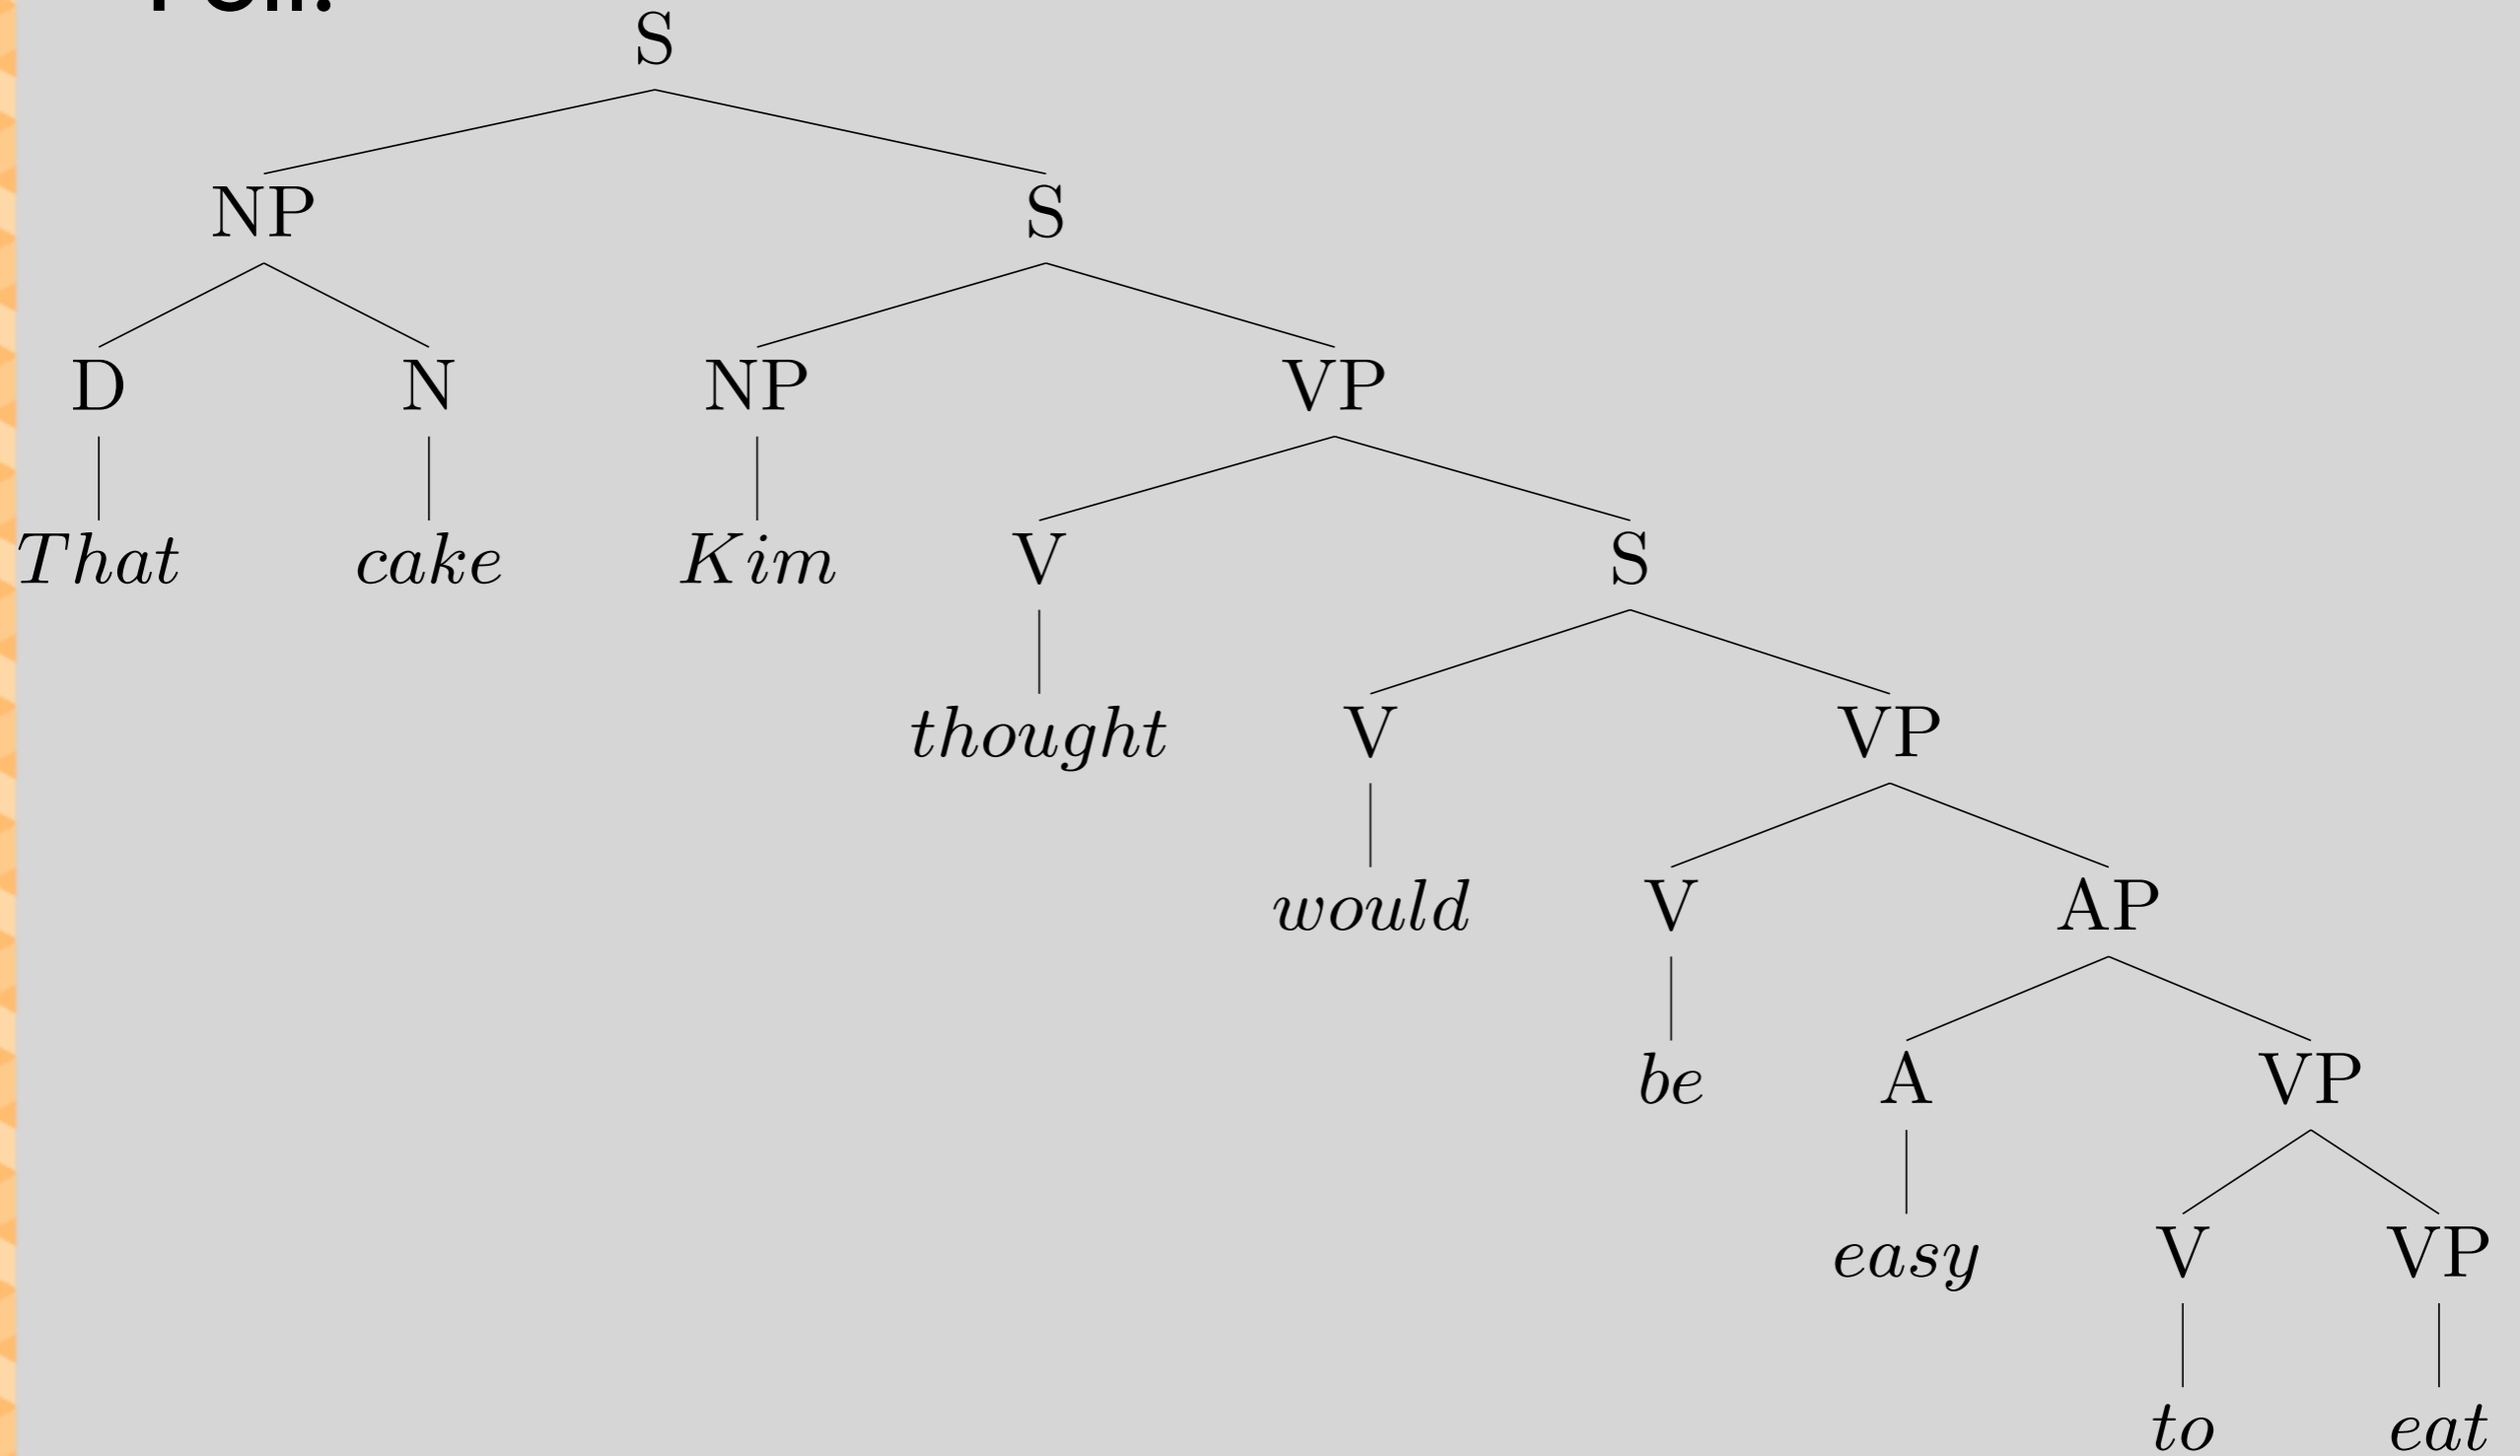 S
NP S
D N NP VP
That cake Kim V S
thought V VP
would V AP
be A VP
easy V VP
to eat